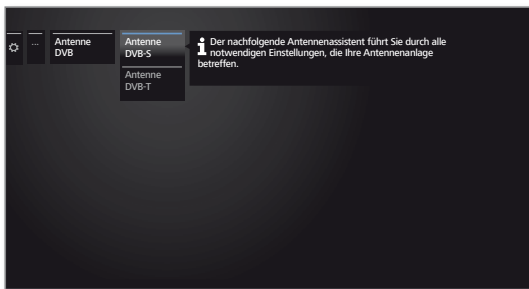 ...
Antenne
DVB
Antenne
DVB-S
Antenne
DVB-T
i Der nachfolgende Antennenassistent führt Sie durch alle
notwendigen Einstellungen, die Ihre Antennenanlage
betreffen.